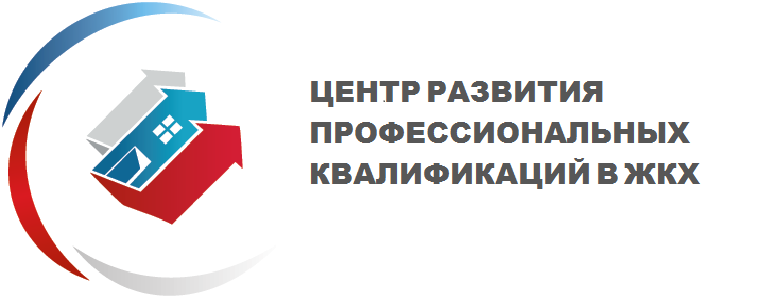 ЦЕНТР РАЗВИТИЯ
ПРОФЕССИОНАЛЬНЫХ
КВАЛИФИКАЦИЙ В ЖКХ